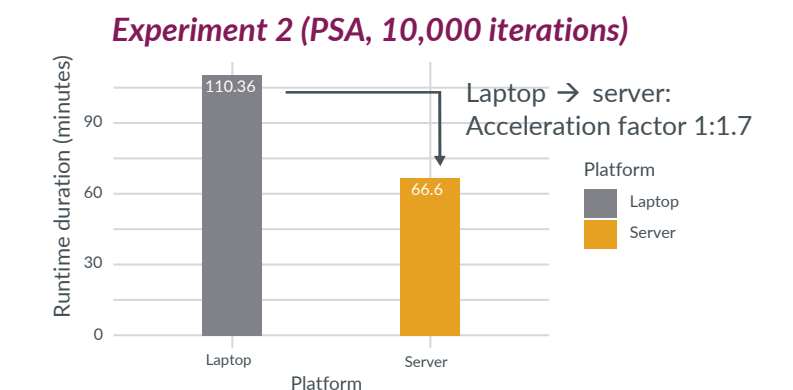 Experiment 2 (PSA, 10,000 iterations)
Runtime duration (minutes)
90
60
30
0
110.36
66.6
Laptop → server:
Acceleration factor 1:1.7
Platform
Laptop
Server
Laptop
Server
Platform